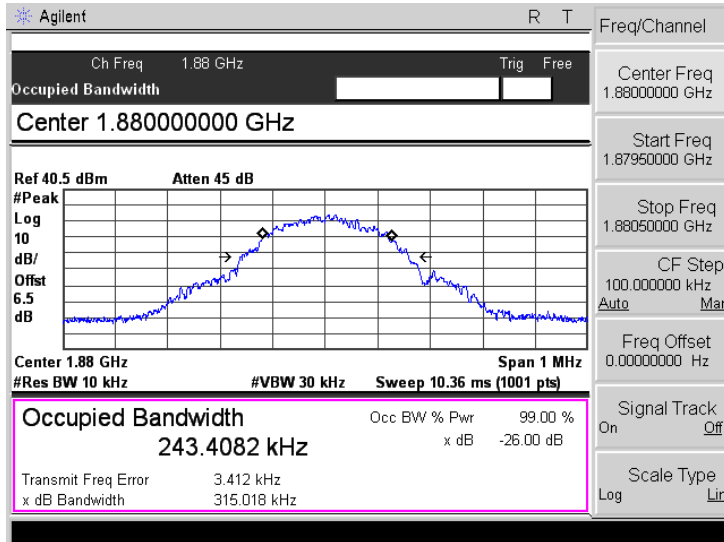 Agilent
R T
Freq/Channel
Ch Freq 1.88 GHz Trig Free
Occupied Bandwidth
Center Freq
1.88000000 GHz
Center 1.880000000 GHz
Start Freq
1.87950000 GHz
Ref 40.5 dBm Atten 45 dB
#Peak
Log
10
dB/
Offst
6.5
dB
Stop Freq
1.88050000 GHz
CF Step
100.000000 kHz
Auto Man
Freq Offset
0.00000000 Hz
Center 1.88 GHz Span 1 MHz
#Res BW 10 kHz #VBW 30 kHz Sweep 10.36 ms (1001 pts)
Signal Track
On Off
Occupied Bandwidth Occ BW % Pwr 99.00 %
243.4082 kHz x dB -26.00 dB
Scale Type
Log Lin
Transmit Freq Error 3.412 kHz
x dB Bandwidth 315.018 kHz